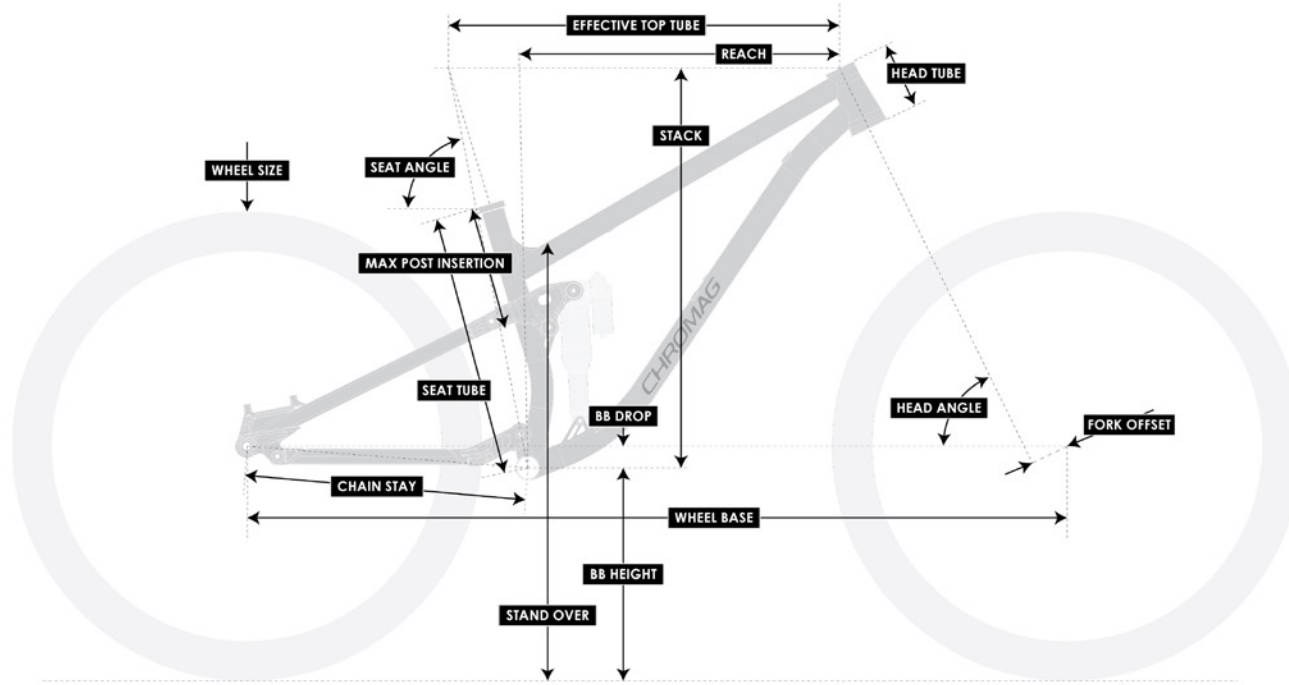 EFFECTIVE TOP TUBE
REACH
HEAD TUBE
STACK
SEAT ANGLE
WHEEL SIZE
MAX POST INSERTION
CHROMAG
SEAT TUBE
BB DROP
HEAD ANGLE
FORK OFFSET
CHAIN STAY
WHEEL BASE
BB HEIGHT
STAND OVER